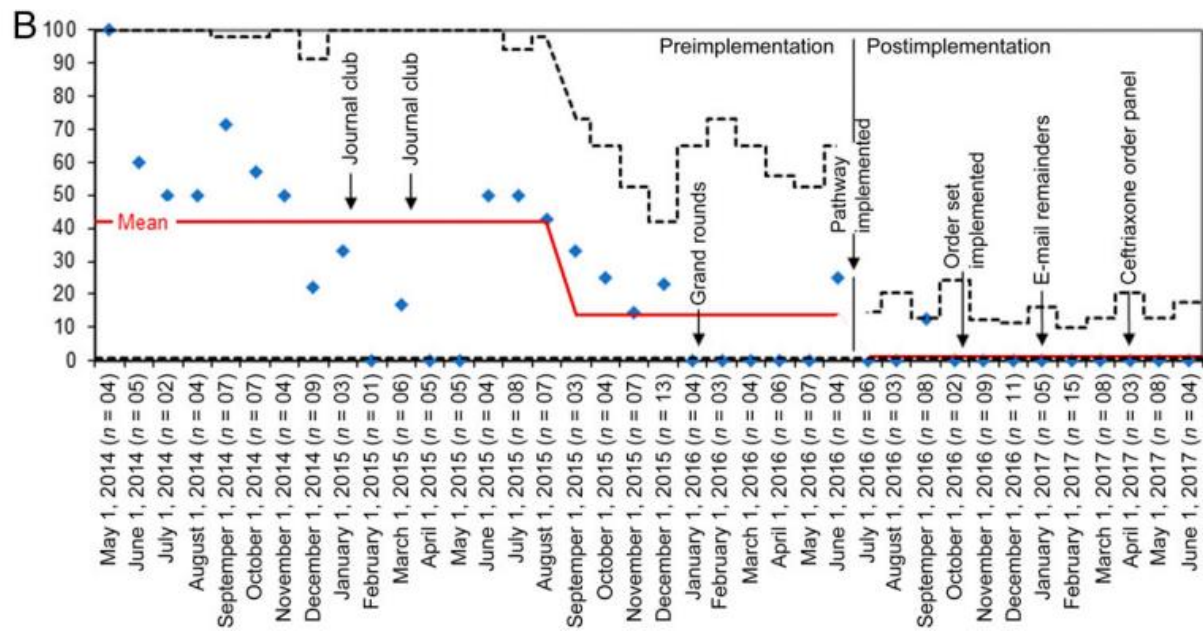 B
100
90
80
70
60
50
40
30
20
10
0
Mean
Journal club
Journal club
Grand rounds
Preimplementation
Postimplementation
Pathway
implemented
Order set
implemented
E-mail remainders
Ceftriaxone order panel
May 1, 2014 (n = 04)
June 1, 2014 (n = 05)
July 1, 2014 (n = 02)
August 1, 2014 (n = 04)
Septemper 1, 2014 (n = 07)
October 1, 2014 (n = 07)
November 1, 2014 (n = 04)
December 1, 2014 (n = 09)
January 1, 2015 (n = 03)
February 1, 2015 (n = 01)
March 1, 2015 (n = 06)
April 1, 2015 (n = 05)
May 1, 2015 (n = 05)
June 1, 2015 (n = 04)
July 1, 2015 (n = 08)
August 1, 2015 (n = 07)
Septemper 1, 2015 (n = 03)
October 1, 2015 (n = 04)
November 1, 2015 (n = 07)
December 1, 2015 (n = 13)
January 1, 2016 (n = 04)
February 1, 2016 (n = 03)
March 1, 2016 (n = 04)
April 1, 2016 (n = 06)
May 1, 2016 (n = 07)
June 1, 2016 (n = 04)
July 1, 2016 (n = 06)
August 1, 2016 (n = 03)
Septemper 1, 2016 (n = 08)
October 1, 2016 (n = 02)
November 1, 2016 (n = 09)
December 1, 2016 (n = 11)
January 1, 2017 (n = 05)
February 1, 2017 (n = 15)
March 1, 2017 (n = 08)
April 1, 2017 (n = 03)
May 1, 2017 (n = 08)
June 1, 2017 (n = 04)